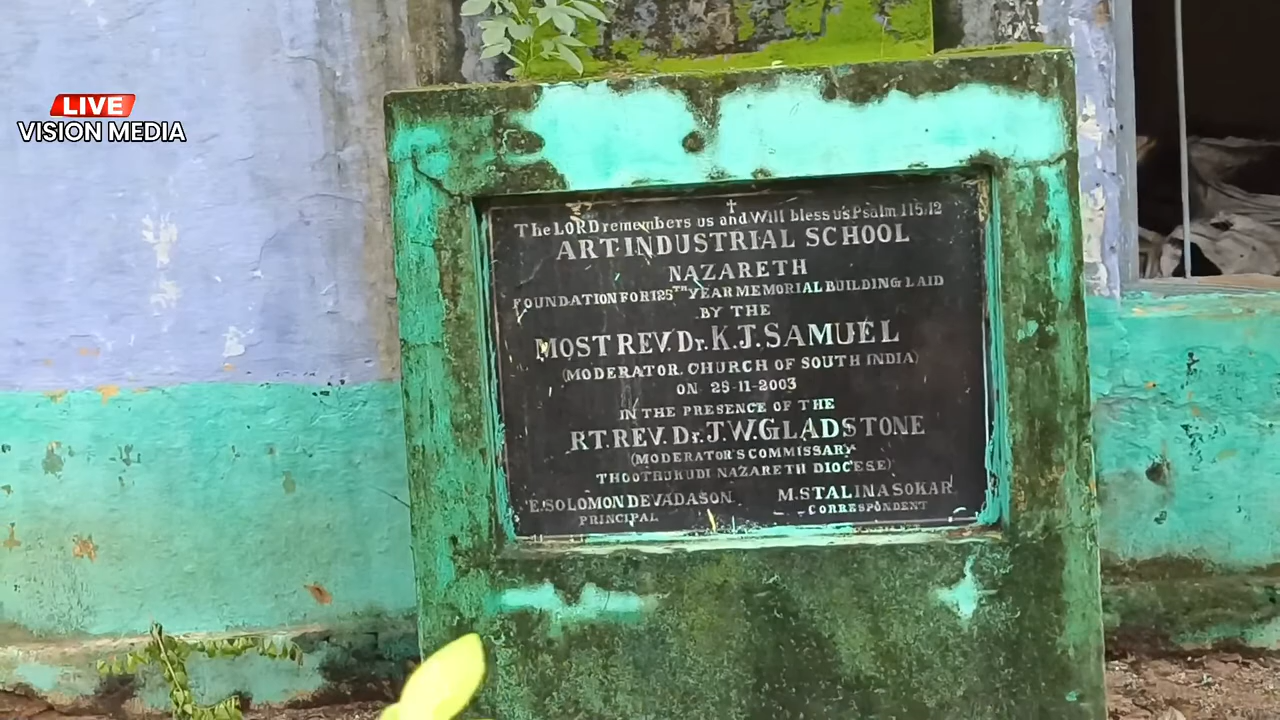 LIVE
VISION MEDIA
The LORD remembers us and Will bless us Psalm 115:12
ART INDUSTRIAL SCHOOL
NAZARETH
FOUNDATION FOR 125TH YEAR MEMORIAL BUILDING LAID
BY THE
MOST REV. Dr. K.J. SAMUEL
(MODERATOR. CHURCH OF SOUTH INDIA)
ON 28-11-2003
IN THE PRESENCE OF THE
RT. REV. Dr. J.W. GLADSTONE
(MODERATOR'S COMMISSARY
THOOTHUKUDI NAZARETH DIOCESE)
E. SOLOMON DEVADASON M. STALIN ASOKAR
PRINCIPAL CORRESPONDENT